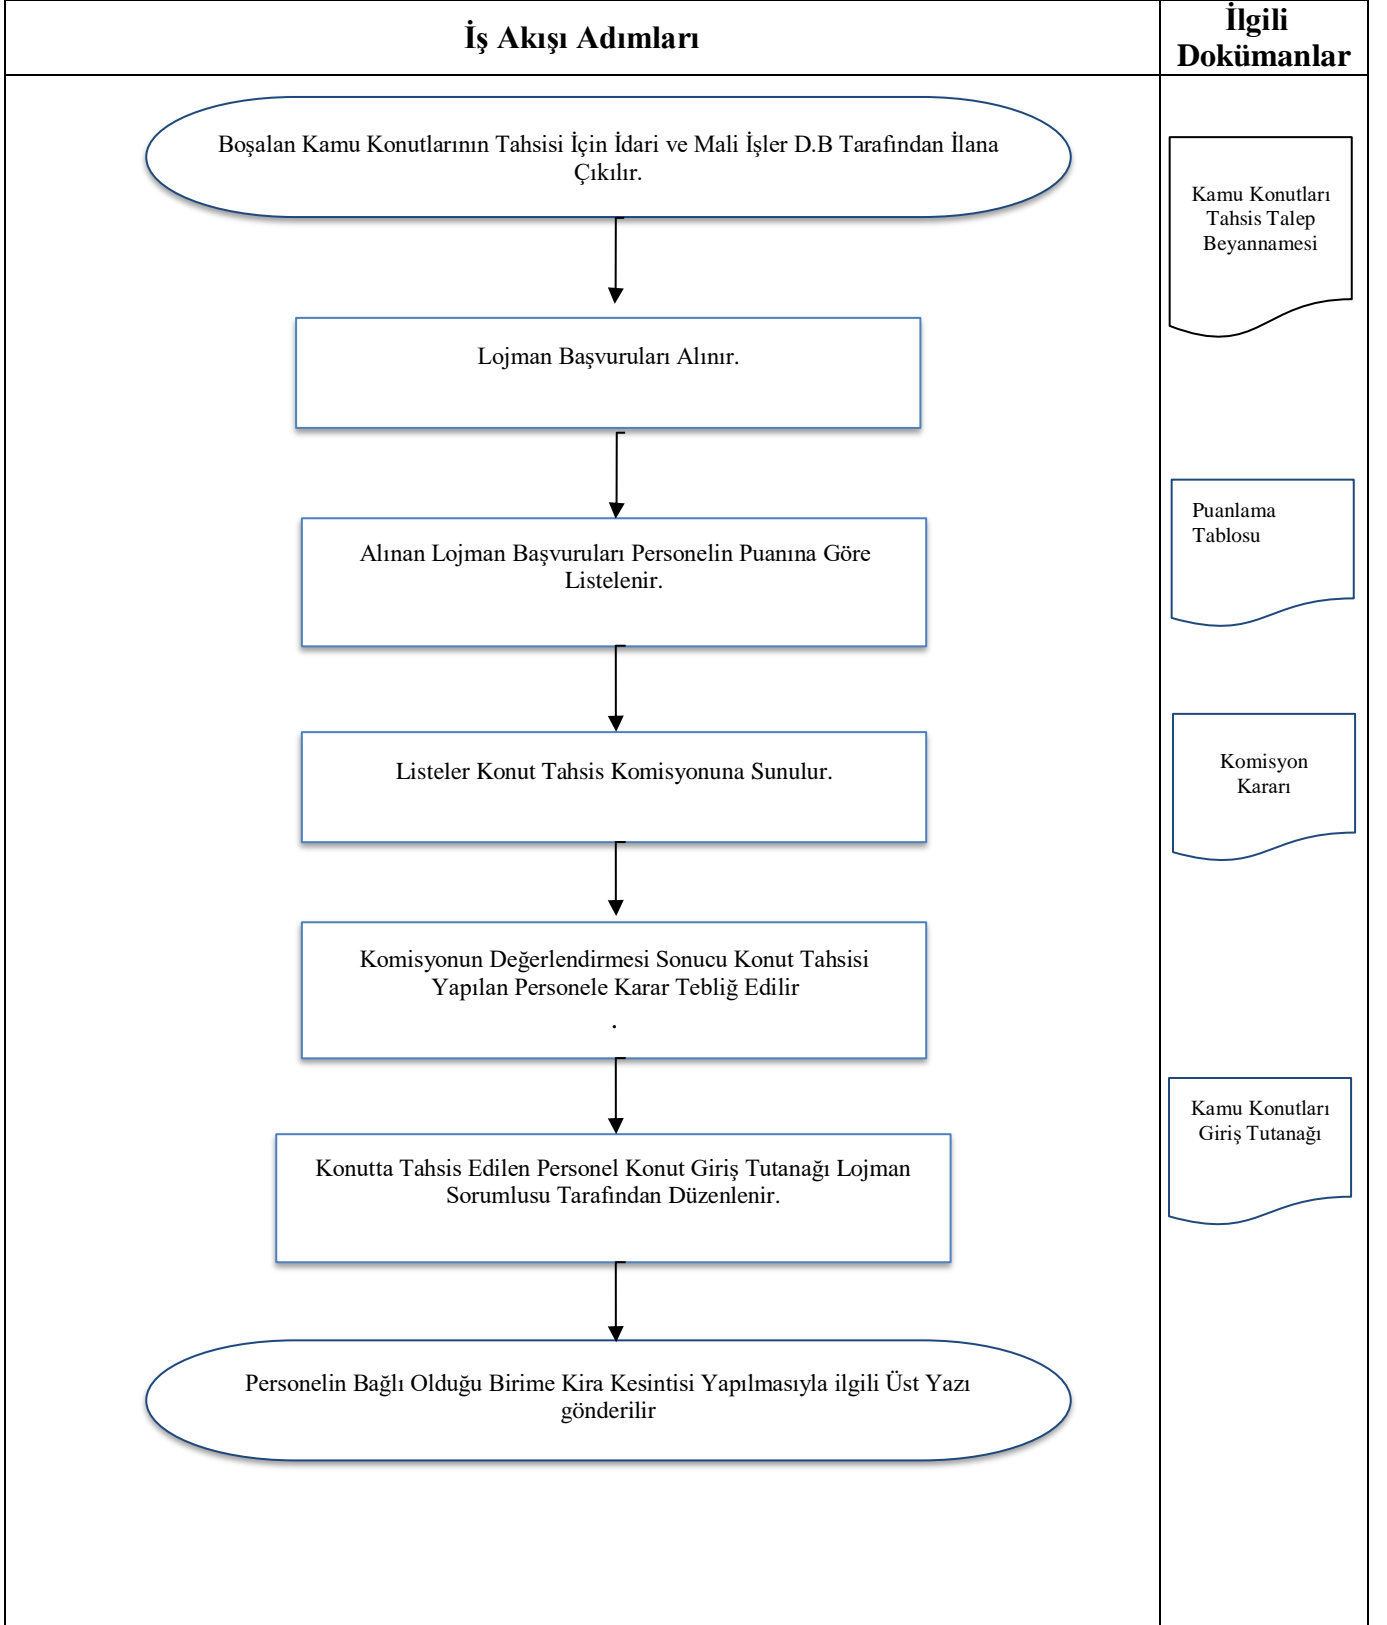 İş Akışı Adımları
İlgili
Dokümanlar
Boşalan Kamu Konutlarının Tahsisi İçin İdari ve Mali İşler D.B Tarafından İlana
Çıkılır.
Kamu Konutları
Tahsis Talep
Beyannamesi
Lojman Başvuruları Alınır.
Puanlama
Tablosu
Alınan Lojman Başvuruları Personelin Puanına Göre
Listelenir.
Listeler Konut Tahsis Komisyonuna Sunulur.
Komisyon
Kararı
Komisyonun Değerlendirmesi Sonucu Konut Tahsisi
Yapılan Personele Karar Tebliğ Edilir
.
Kamu Konutları
Giriş Tutanağı
Konutta Tahsis Edilen Personel Konut Giriş Tutanağı Lojman
Sorumlusu Tarafından Düzenlenir.
Personelin Bağlı Olduğu Birime Kira Kesintisi Yapılmasıyla ilgili Üst Yazı
gönderilir